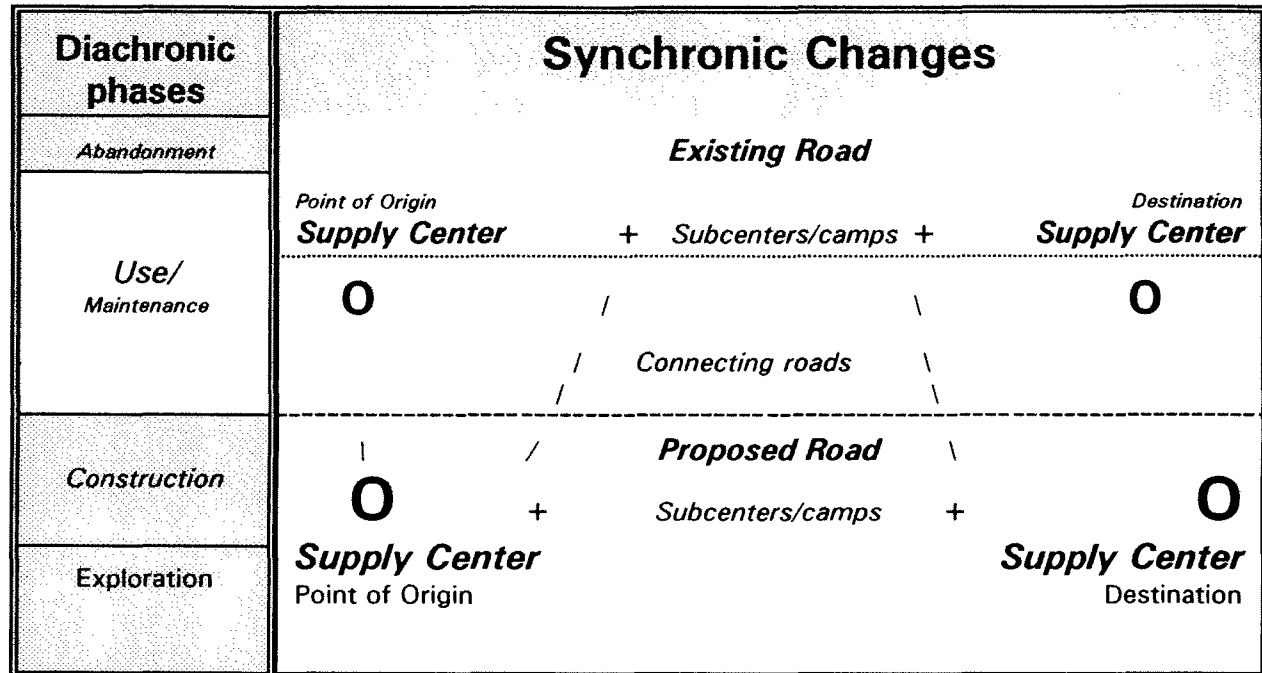 Diachronic
phases
Synchronic Changes
Abandonment
Existing Road
Point of Origin
Destination
Supply Center + Subcenters/camps + Supply Center
Use/
Maintenance
O / \ O
/ Connecting roads \
/ \
Construction
\ / Proposed Road \
O + Subcenters/camps + O
Exploration
Supply Center Supply Center
Point of Origin Destination